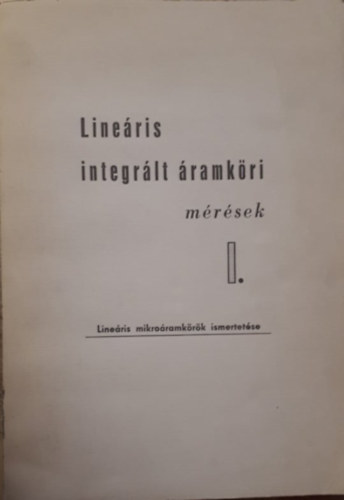 Lineáris
integrált áramköri
mérések
I.
Lineáris mikroáramkörök ismertetése